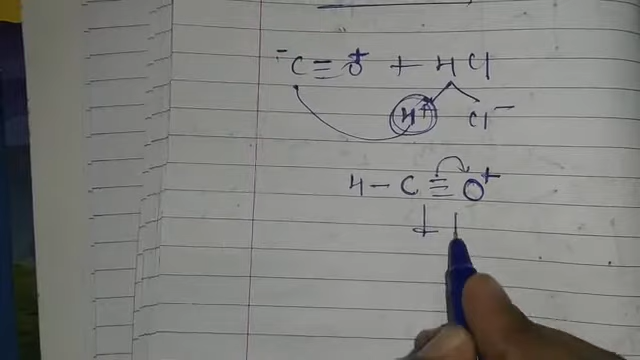 ⁻C≡O⁺ + HCl
H⁺ Cl⁻
H-C≡O⁺